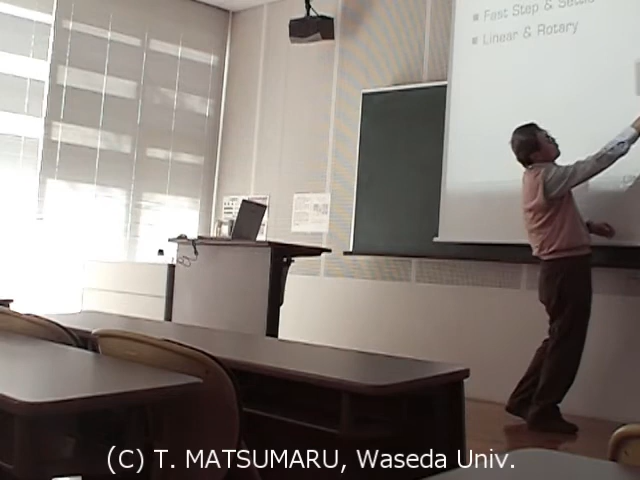 ▪ Fast Step & Settle
▪ Linear & Rotary
(C) T. MATSUMARU, Waseda Univ.